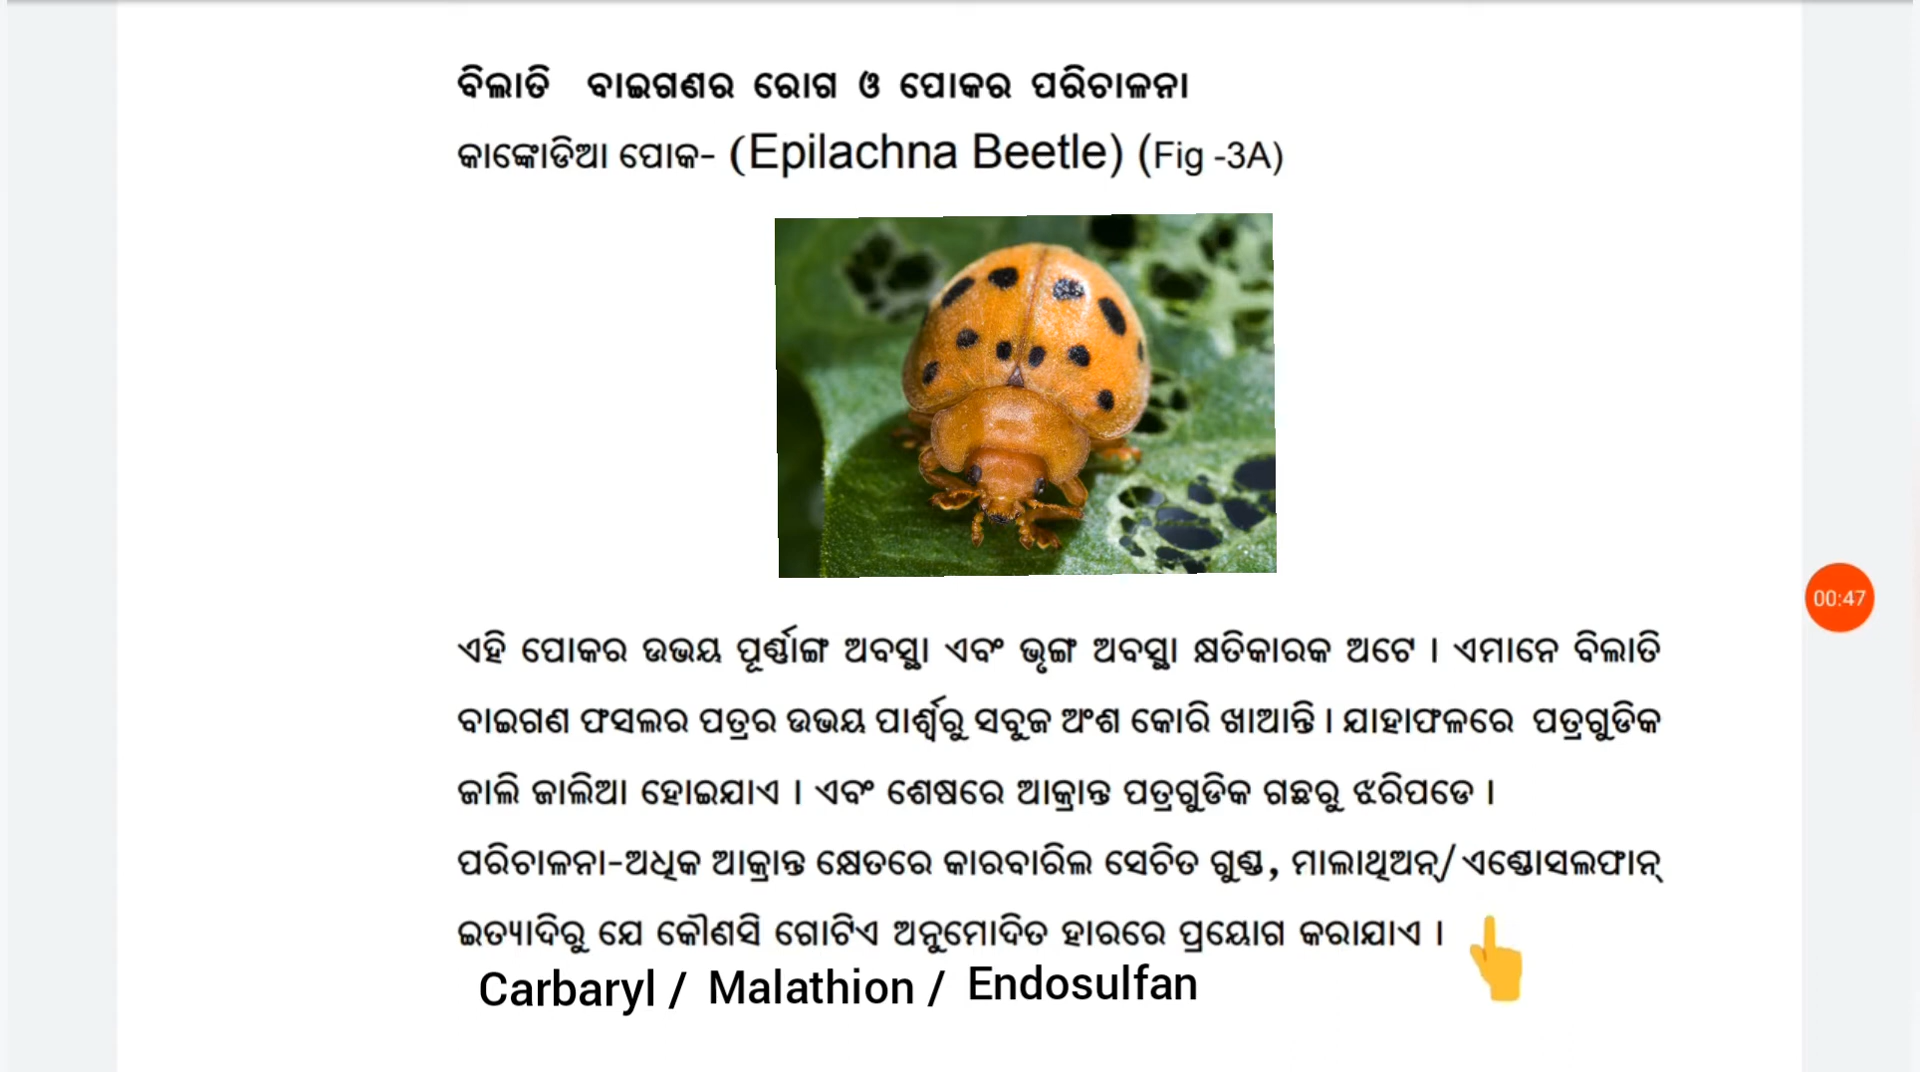 ବିଲାତି ବାଇଗଣର ରୋଗ ଓ ପୋକର ପରିଚାଳନା
କାଙ୍କୋଡିଆ ପୋକ- (Epilachna Beetle) (Fig -3A)
ଏହି ପୋକର ଉଭୟ ପୂର୍ଣ୍ଣାଙ୍ଗ ଅବସ୍ଥା ଏବଂ ଭୃଙ୍ଗ ଅବସ୍ଥା କ୍ଷତିକାରକ ଅଟେ । ଏମାନେ ବିଲାତି
ବାଇଗଣ ଫସଲର ପତ୍ରର ଉଭୟ ପାର୍ଶ୍ୱରୁ ସବୁଜ ଅଂଶ କୋରି ଖାଆନ୍ତି । ଯାହାଫଳରେ ପତ୍ରଗୁଡିକ
ଜାଲି ଜାଲିଆ ହୋଇଯାଏ । ଏବଂ ଶେଷରେ ଆକ୍ରାନ୍ତ ପତ୍ରଗୁଡିକ ଗଛରୁ ଝରିପଡେ ।
ପରିଚାଳନା-ଅଧିକ ଆକ୍ରାନ୍ତ କ୍ଷେତରେ କାରବାରିଲ ସେଚିତ ଗୁଣ୍ଡ, ମାଲାଥିଅନ୍/ଏଣ୍ଡୋସଲଫାନ୍
ଇତ୍ୟାଦିରୁ ଯେ କୌଣସି ଗୋଟିଏ ଅନୁମୋଦିତ ହାରରେ ପ୍ରୟୋଗ କରାଯାଏ ।
Carbaryl / Malathion / Endosulfan
00:47